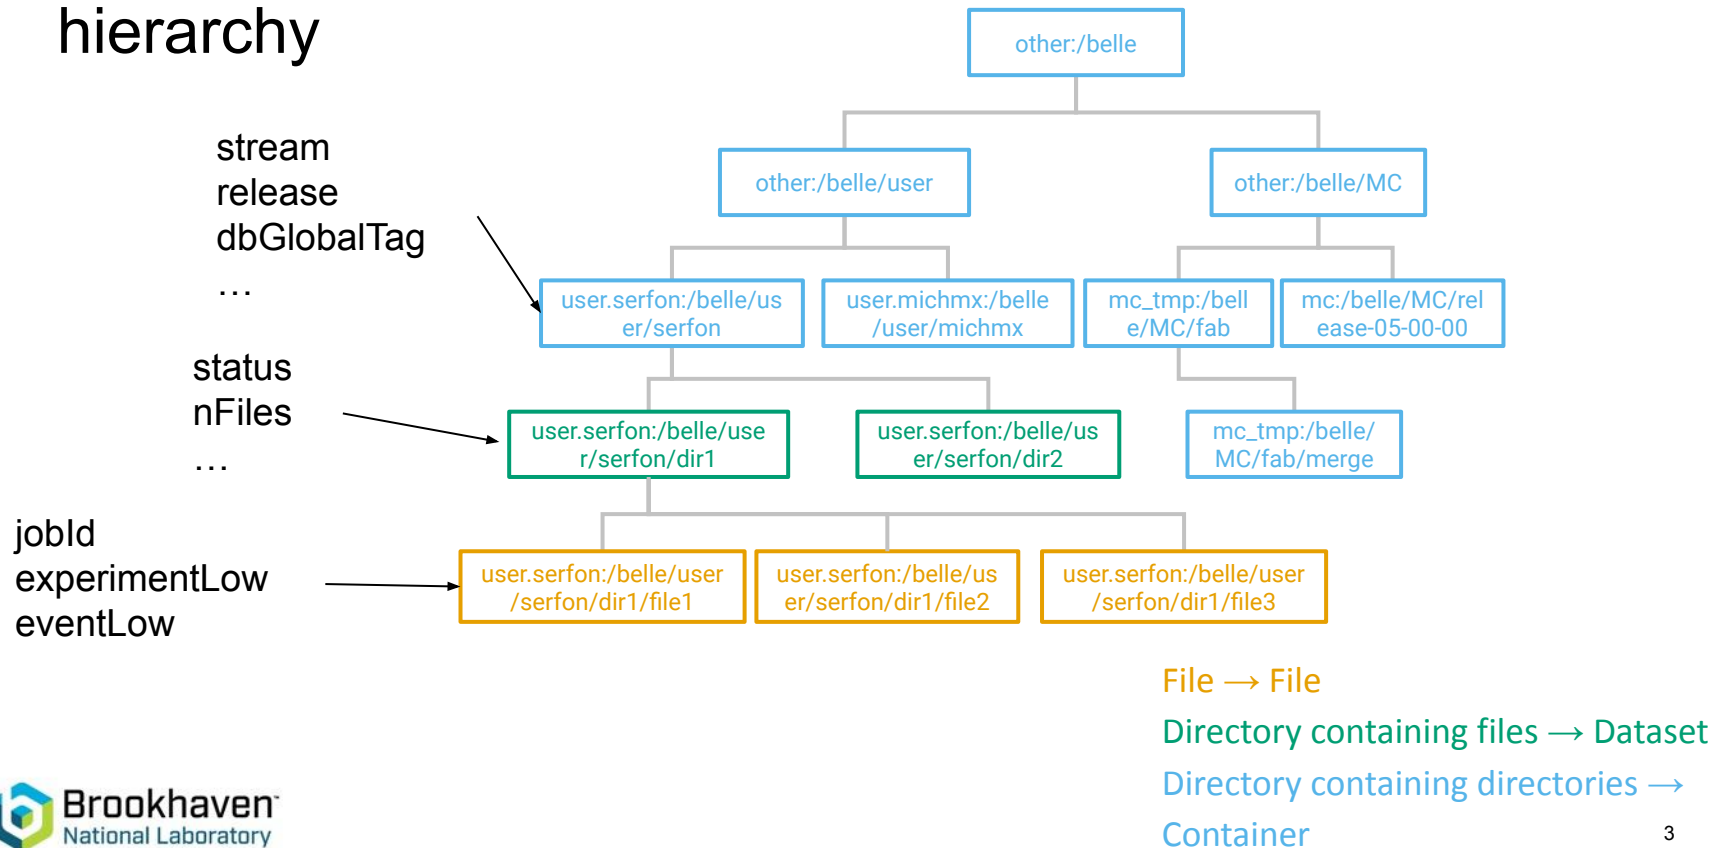 hierarchy
other:/belle
stream
release
dbGlobalTag
…
other:/belle/user
other:/belle/MC
user.serfon:/belle/us
er/serfon
user.michmx:/belle
/user/michmx
mc_tmp:/bell
e/MC/fab
mc:/belle/MC/rel
ease-05-00-00
status
nFiles
…
user.serfon:/belle/use
r/serfon/dir1
user.serfon:/belle/us
er/serfon/dir2
mc_tmp:/belle/
MC/fab/merge
jobId
experimentLow
eventLow
user.serfon:/belle/user
/serfon/dir1/file1
user.serfon:/belle/us
er/serfon/dir1/file2
user.serfon:/belle/user
/serfon/dir1/file3
File → File
Directory containing files → Dataset
Directory containing directories →
Container
Brookhaven™
National Laboratory
3